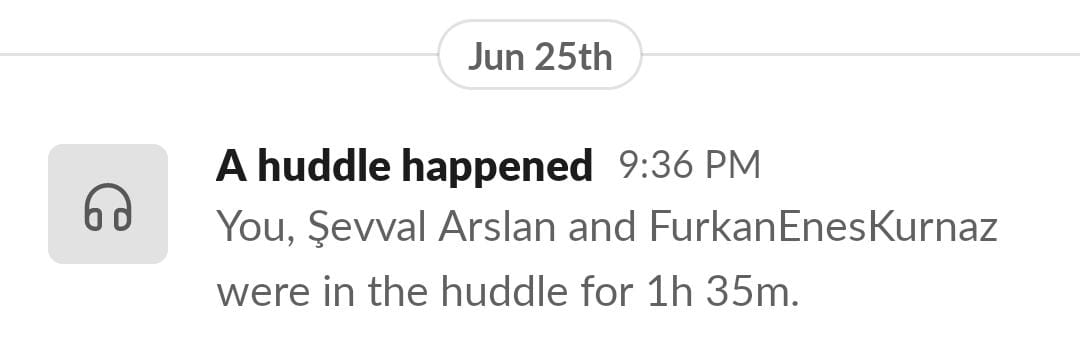 Jun 25th
A huddle happened 9:36 PM
You, Şevval Arslan and FurkanEnesKurnaz
were in the huddle for 1h 35m.